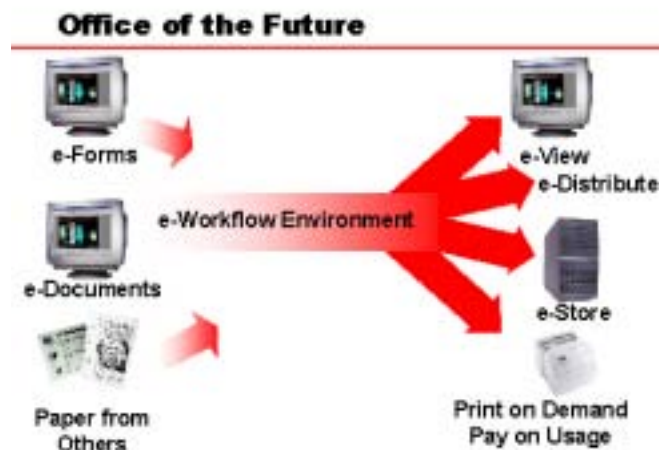 Office of the Future
e-Forms
e-Documents
Paper from
Others
e-Workflow Environment
e-View
e-Distribute
e-Store
Print on Demand
Pay on Usage